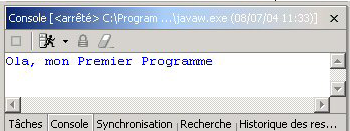 Console [<arrêté> C:\Program ...\javaw.exe (08/07/04 11:33)]
Ola, mon Premier Programme
Tâches Console Synchronisation Recherche Historique des res...